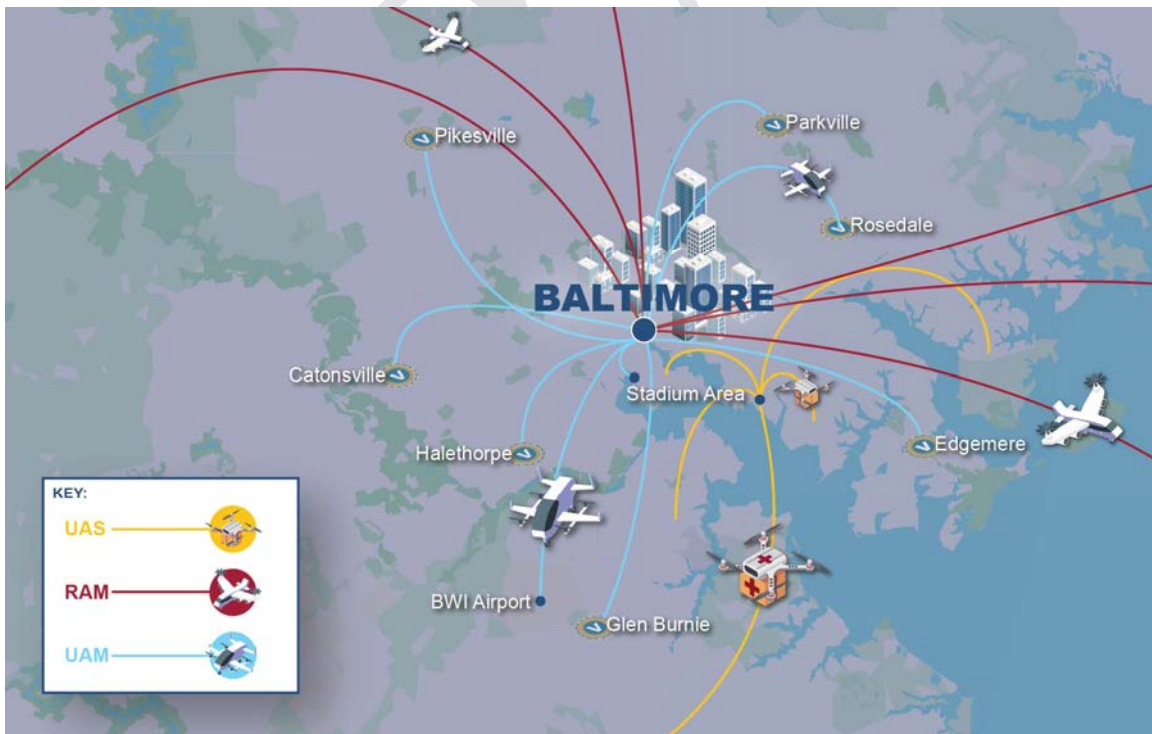 Pikesville
Parkville
Rosedale
BALTIMORE
Catonsville
Stadium Area
Halethorpe
Edgemere
KEY:
UAS
RAM
UAM
BWI Airport
Glen Burnie